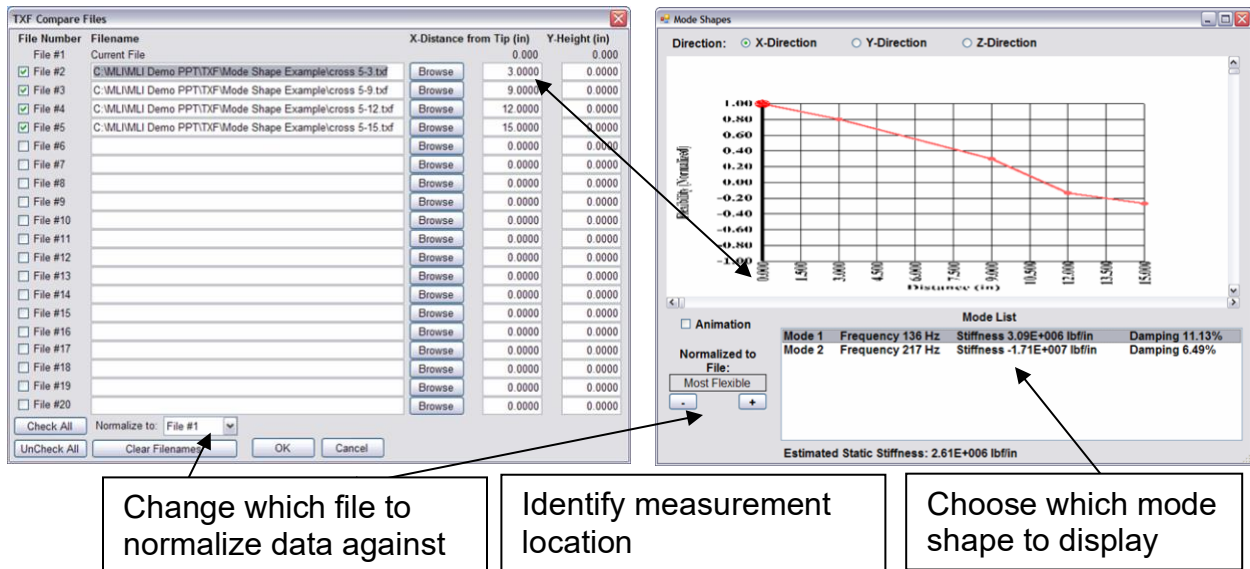 TXF Compare Files
File Number Filename X-Distance from Tip (in) Y-Height (in)
File #1 Current File 0.000 0.000
File #2 C:\MLI\MLI Demo PPT\TXF\Mode Shape Example\cross 5-3.txf Browse 3.0000 0.0000
File #3 C:\MLI\MLI Demo PPT\TXF\Mode Shape Example\cross 5-9.txf Browse 9.0000 0.0000
File #4 C:\MLI\MLI Demo PPT\TXF\Mode Shape Example\cross 5-12.txf Browse 12.0000 0.0000
File #5 C:\MLI\MLI Demo PPT\TXF\Mode Shape Example\cross 5-15.txf Browse 15.0000 0.0000
File #6 Browse 0.0000 0.0000
File #7 Browse 0.0000 0.0000
File #8 Browse 0.0000 0.0000
File #9 Browse 0.0000 0.0000
File #10 Browse 0.0000 0.0000
File #11 Browse 0.0000 0.0000
File #12 Browse 0.0000 0.0000
File #13 Browse 0.0000 0.0000
File #14 Browse 0.0000 0.0000
File #15 Browse 0.0000 0.0000
File #16 Browse 0.0000 0.0000
File #17 Browse 0.0000 0.0000
File #18 Browse 0.0000 0.0000
File #19 Browse 0.0000 0.0000
File #20 Browse 0.0000 0.0000
Check All Normalize to: File #1
UnCheck All Clear Filenames OK Cancel
Mode Shapes
Direction: X-Direction Y-Direction Z-Direction
Flexibility (Normalized)
1.00
0.80
0.60
0.40
0.20
0.00
-0.20
-0.40
-0.60
-0.80
-1.00
0.000 1.500 3.000 4.500 6.000 7.500 9.000 10.500 12.000 13.500 15.000
Distance (in)
Animation
Normalized to
File:
Most Flexible
- +
Mode List
Mode 1 Frequency 136 Hz Stiffness 3.09E+006 lbf/in Damping 11.13%
Mode 2 Frequency 217 Hz Stiffness -1.71E+007 lbf/in Damping 6.49%
Estimated Static Stiffness: 2.61E+006 lbf/in
Change which file to
normalize data against
Identify measurement
location
Choose which mode
shape to display